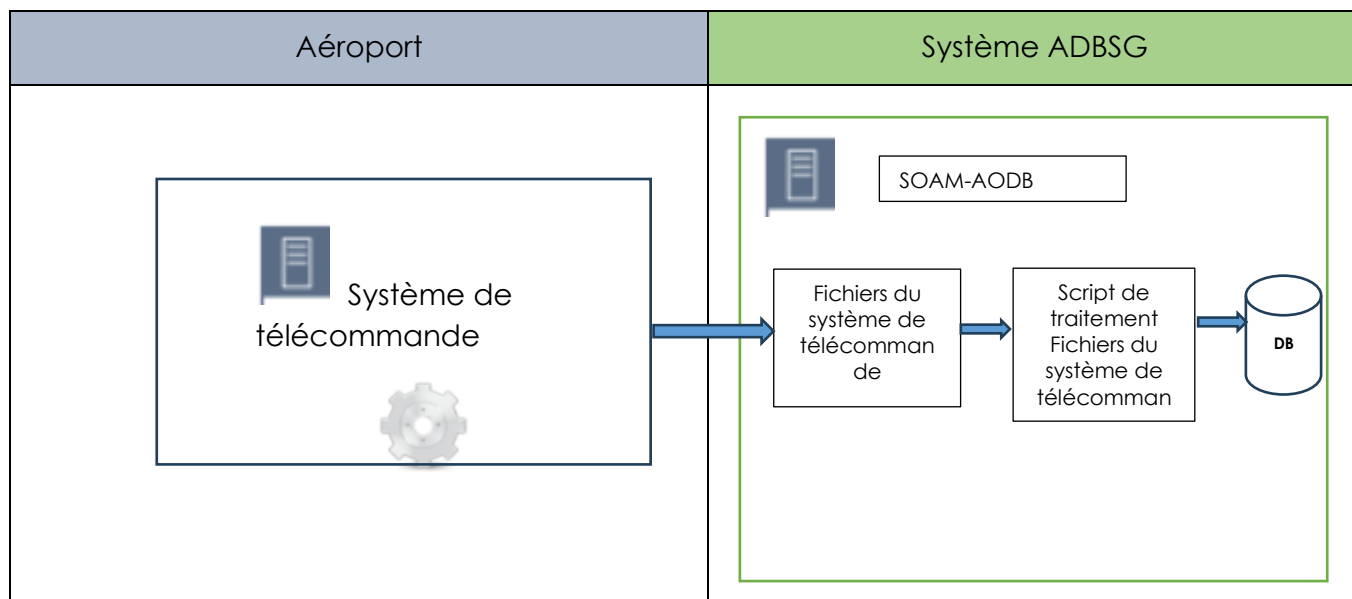 Aéroport
Système ADBSG
Système de
télécommande
SOAM-AODB
Fichiers du
système de
télécomman
de
Script de
traitement
Fichiers du
système de
télécomman
DB